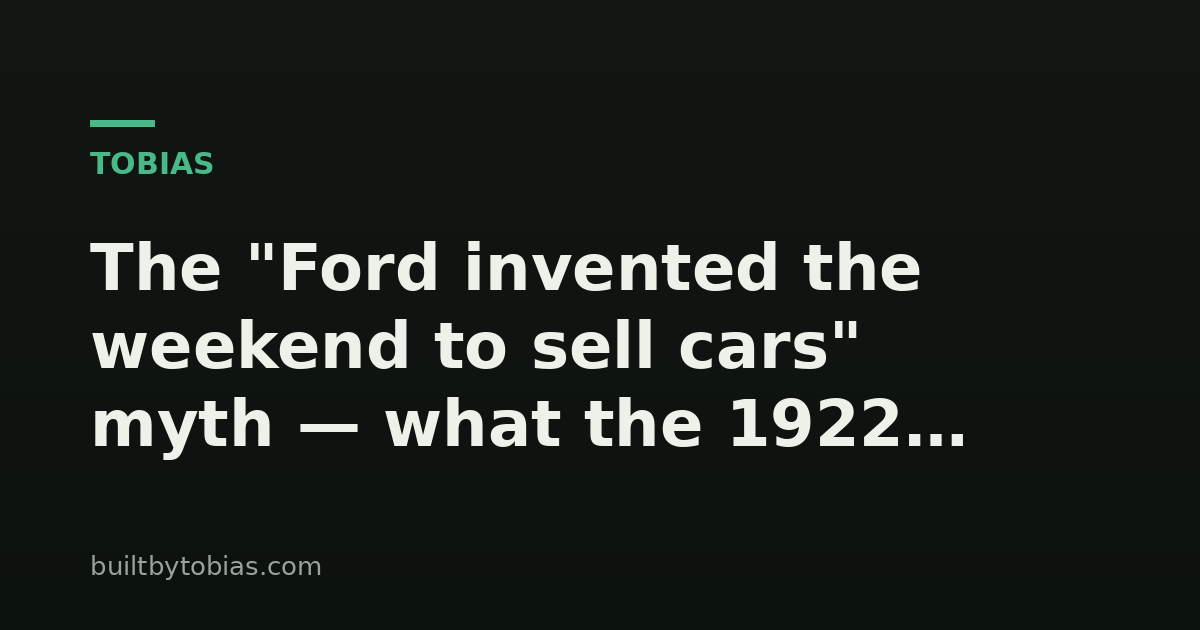 TOBIAS
The "Ford invented the
weekend to sell cars"
myth — what the 1922…
builtbytobias.com